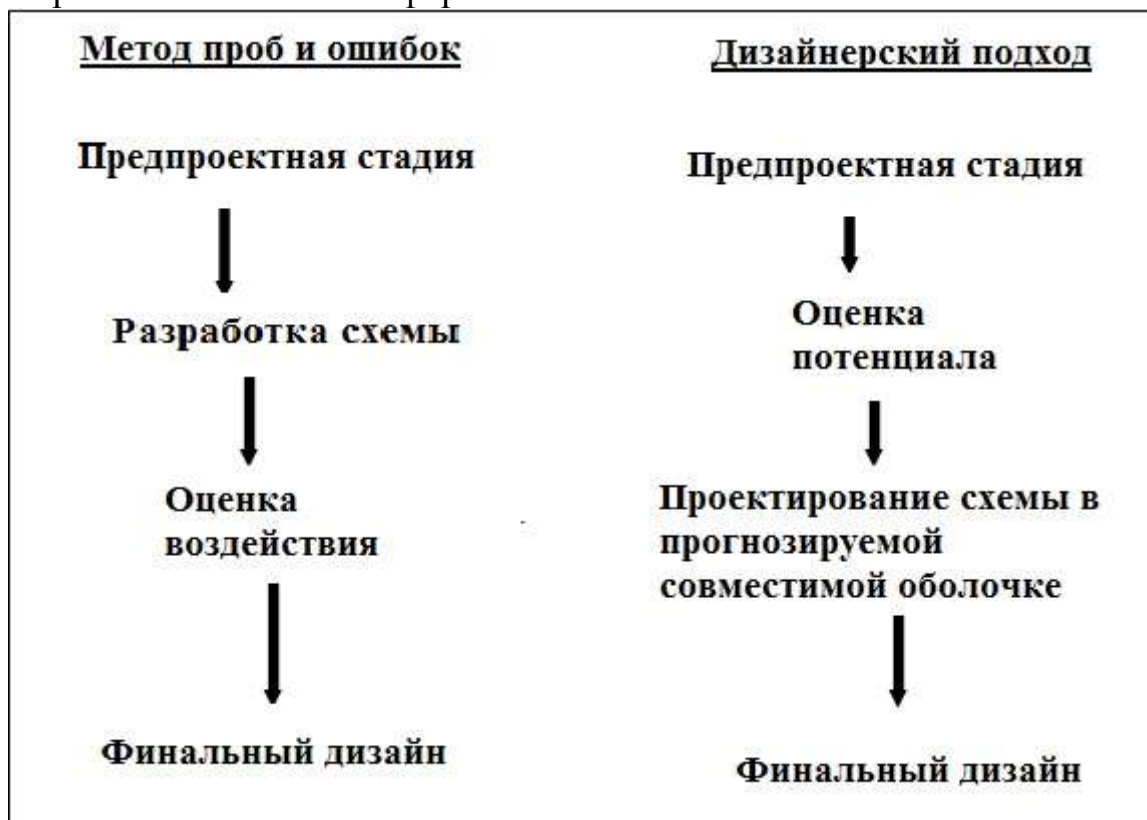 Метод проб и ошибок
Предпроектная стадия
Разработка схемы
Оценка
воздействия
Финальный дизайн
Дизайнерский подход
Предпроектная стадия
Оценка
потенциала
Проектирование схемы в
прогнозируемой
совместимой оболочке
Финальный дизайн